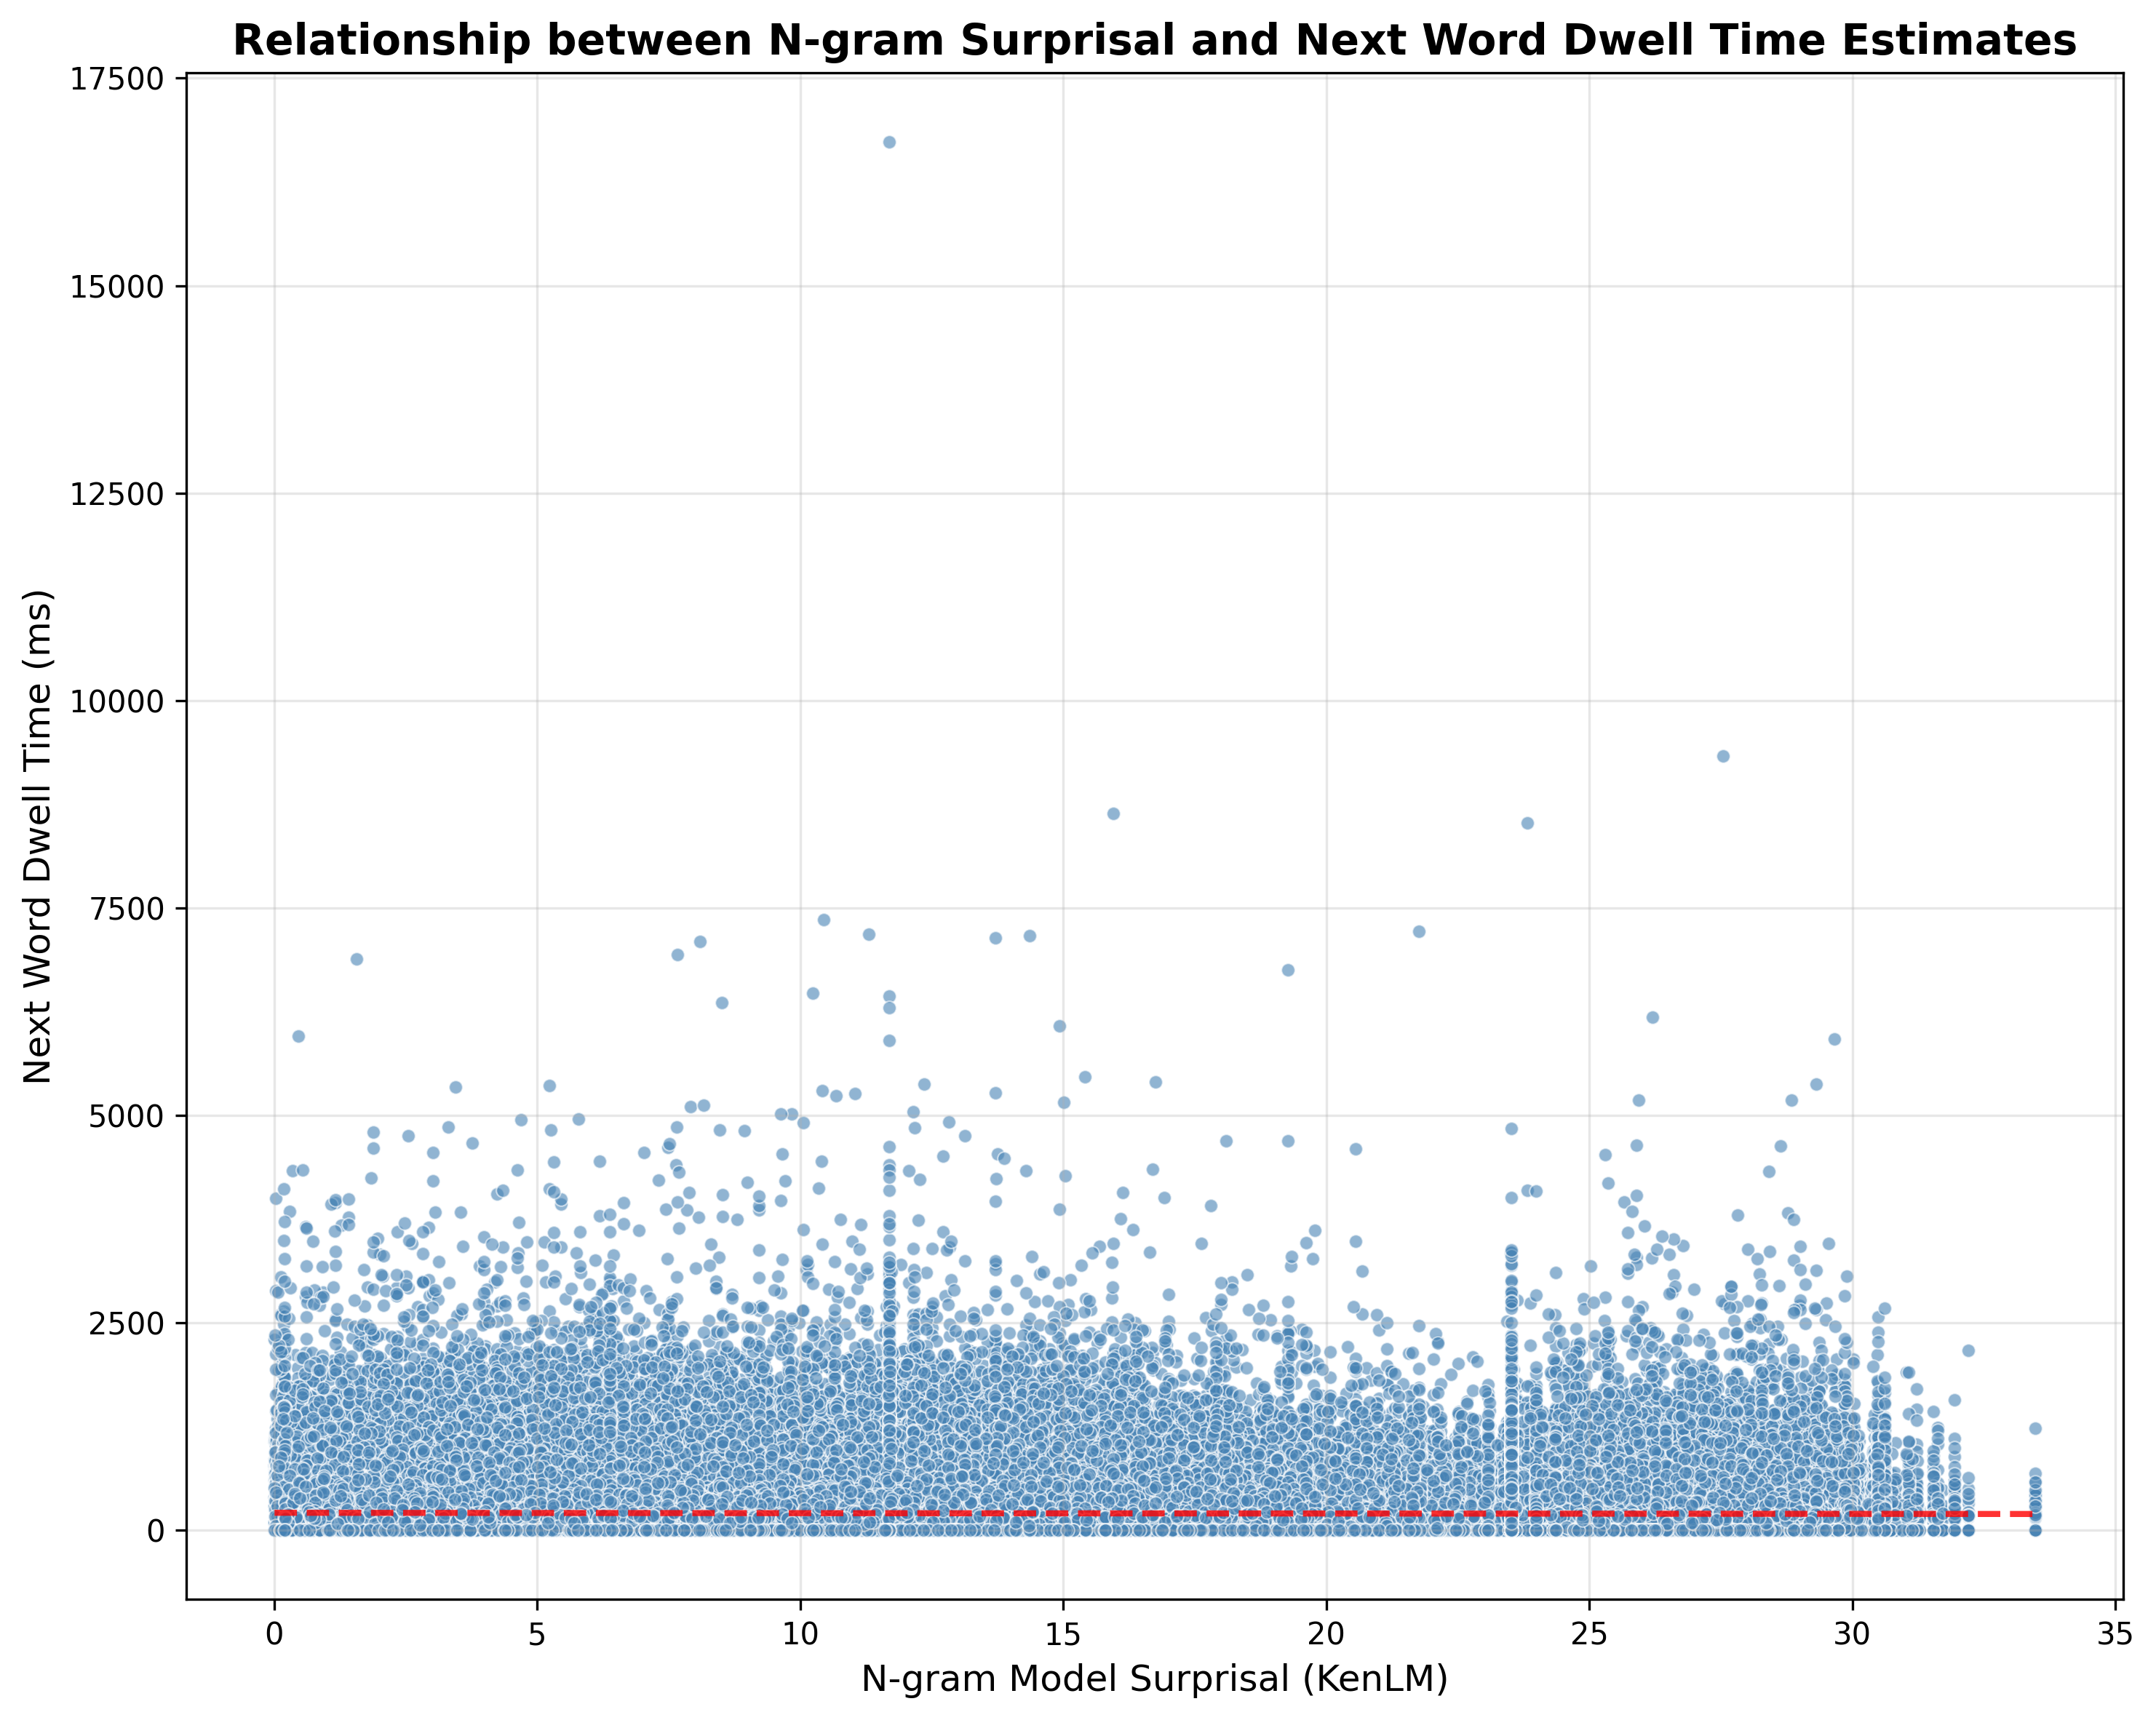 Relationship between N-gram Surprisal and Next Word Dwell Time Estimates
17500
15000
12500
10000
7500
5000
2500
0
Next Word Dwell Time (ms)
0 5 10 15 20 25 30 35
N-gram Model Surprisal (KenLM)